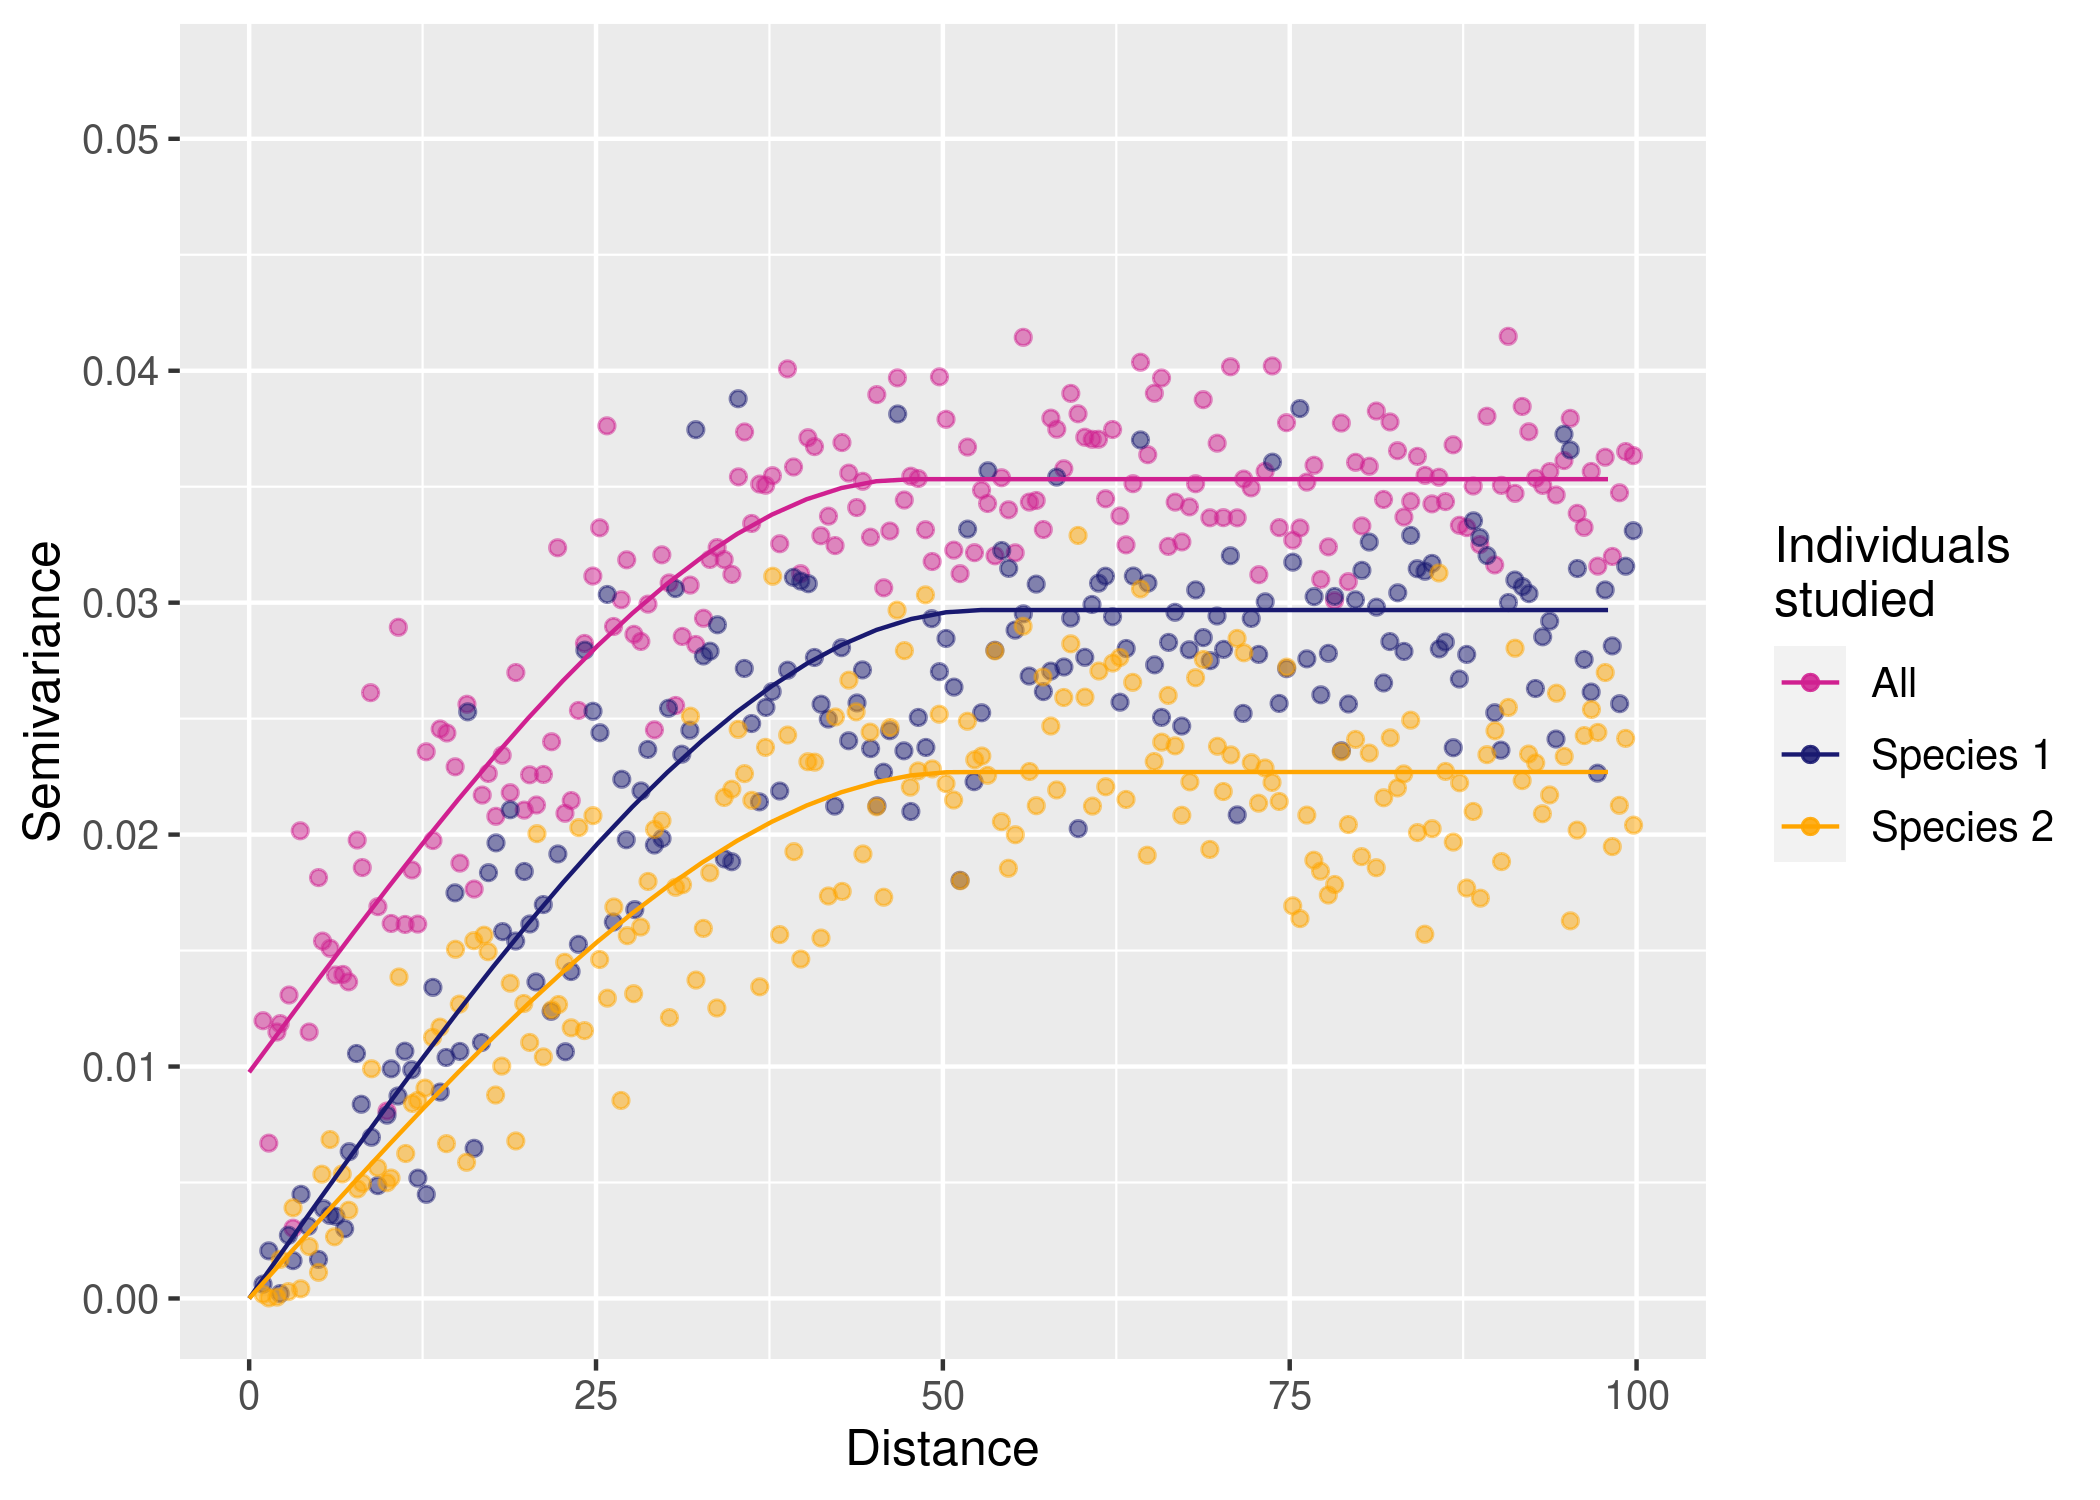 0.05
0.04
0.03
0.02
0.01
0.00
Semivariance
0 25 50 75 100
Distance
Individuals
studied
All
Species 1
Species 2